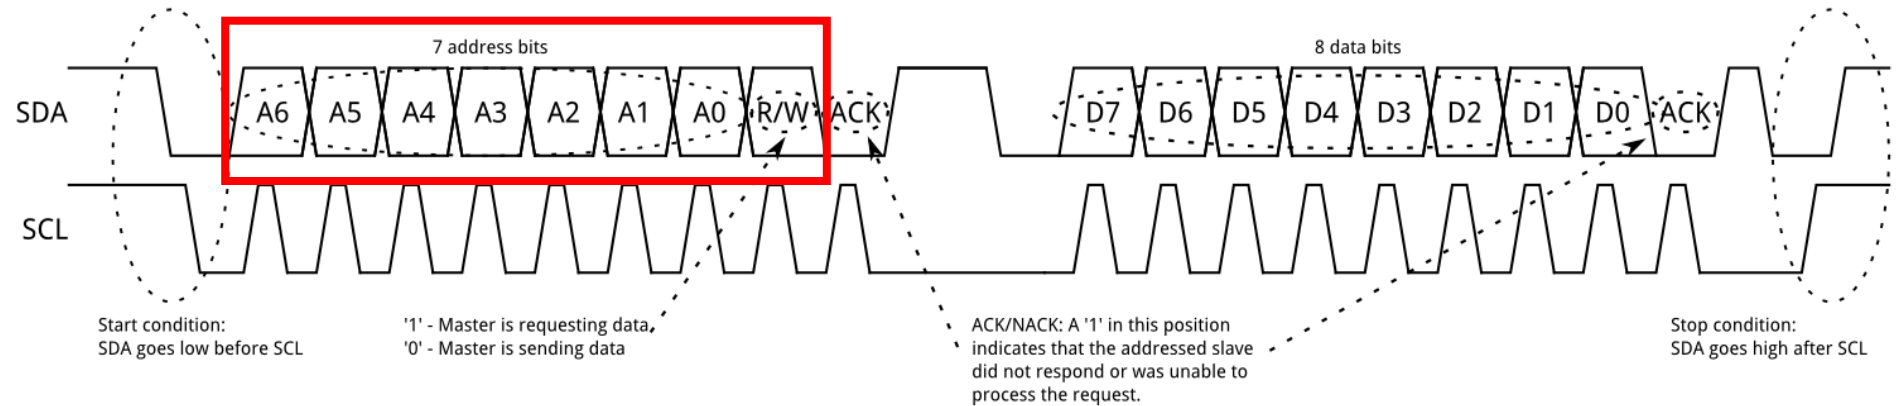 7 address bits
8 data bits
SDA
A6 A5 A4 A3 A2 A1 A0 R/W ACK
D7 D6 D5 D4 D3 D2 D1 D0 ACK
SCL
Start condition:
SDA goes low before SCL
'1' - Master is requesting data
'0' - Master is sending data
ACK/NACK: A '1' in this position
indicates that the addressed slave
did not respond or was unable to
process the request.
Stop condition:
SDA goes high after SCL